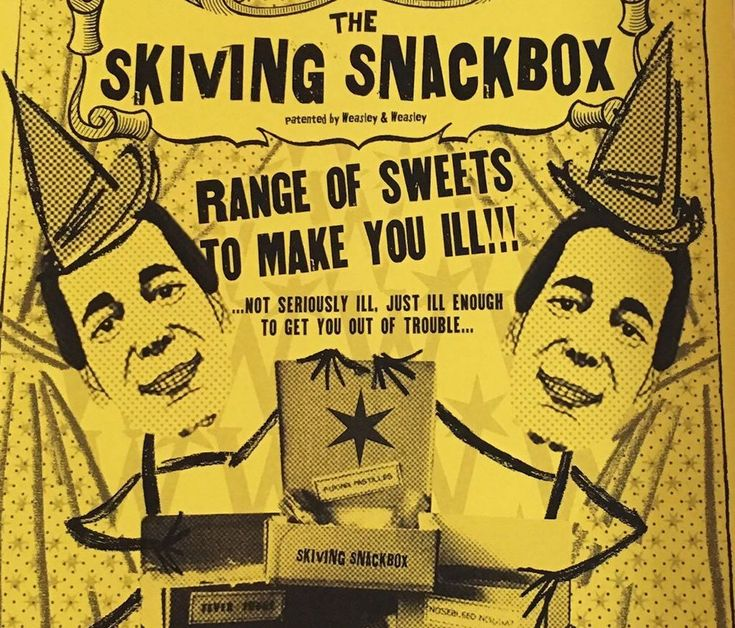 THE
SKIVING SNACKBOX
Patented by Weasley & Weasley
RANGE OF SWEETS
TO MAKE YOU ILL!!!
...NOT SERIOUSLY ILL, JUST ILL ENOUGH
TO GET YOU OUT OF TROUBLE...
PUKING PASTILLES
SKIVING SNACKBOX
FEVER FUDGE
NOSEBLEED NOUGAT